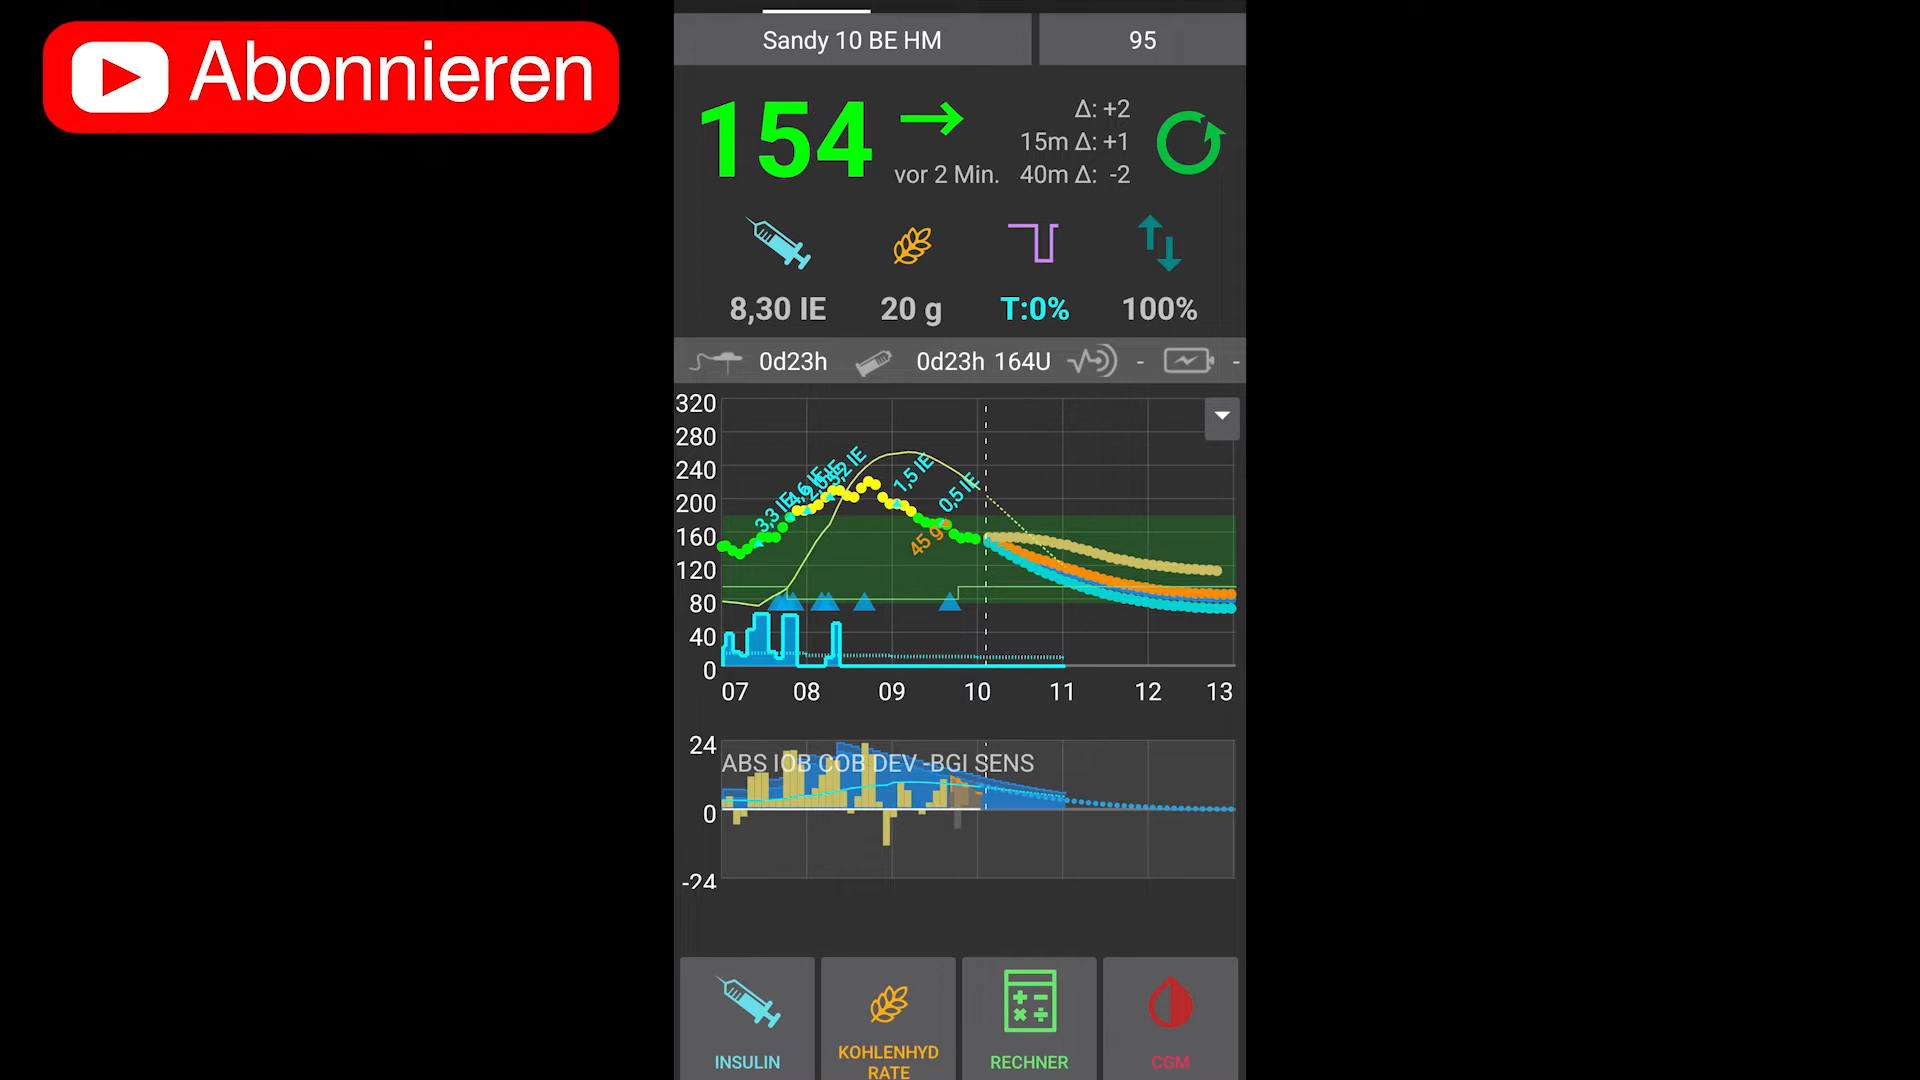 Abonnieren
Sandy 10 BE HM 95
154
Δ: +2
15m Δ: +1
vor 2 Min. 40m Δ: -2
8,30 IE 20 g T:0% 100%
0d23h 0d23h 164U - -
320
280
240
200
160
120
80
40
0
3,3 IE
1,5 IE
0,5 IE
45 g
07 08 09 10 11 12 13
24
ABS IOB COB DEV -BGI SENS
0
-24
INSULIN
KOHLENHYD
RATE
RECHNER
CGM